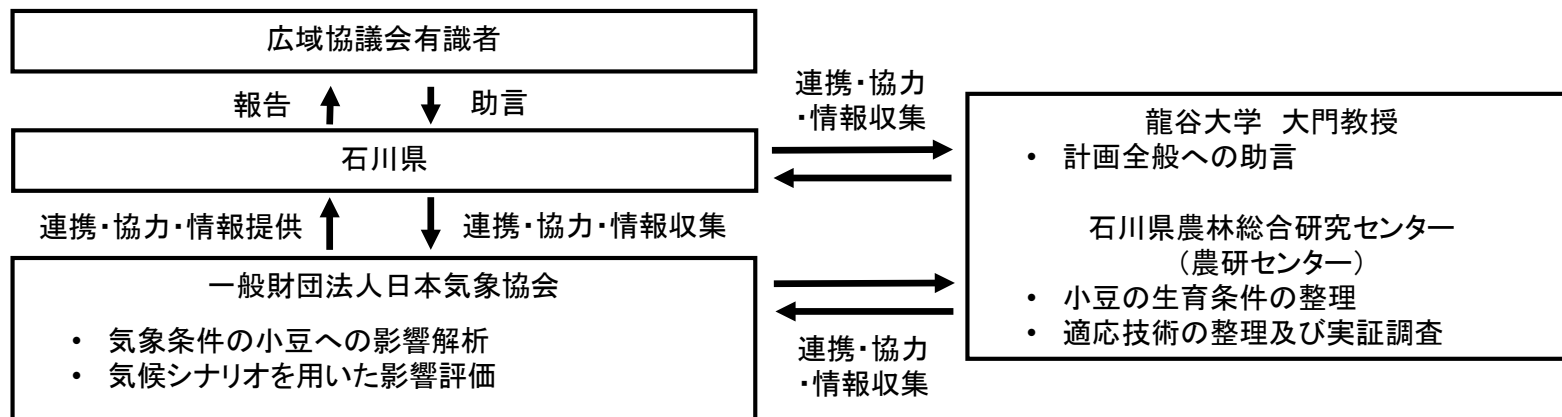 広域協議会有識者
報告
助言
石川県
連携・協力・情報提供
連携・協力・情報収集
一般財団法人日本気象協会
• 気象条件の小豆への影響解析
• 気候シナリオを用いた影響評価
連携・協力
・情報収集
連携・協力
・情報収集
龍谷大学 大門教授
• 計画全般への助言
石川県農林総合研究センター
（農研センター）
• 小豆の生育条件の整理
• 適応技術の整理及び実証調査